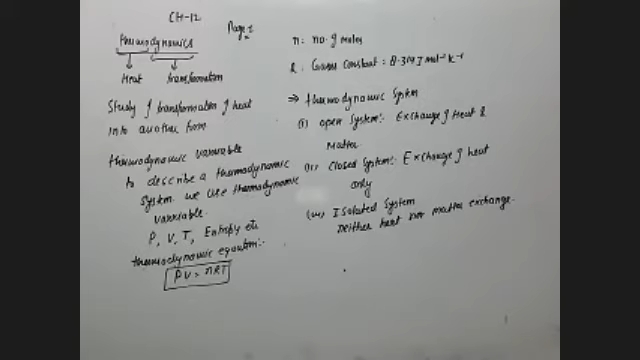 CH-12
Page 1
thermodynamics
Heat transformation
Study of transformation of heat
into another form
thermodynamic variable
to describe a thermodynamic
system we use thermodynamic
variable.
P, V, T, Entropy etc
thermodynamic equation:-
PV = nRT
n = no. of moles
R. Gas Constant = 8.314 J mol⁻¹ K⁻¹
⇒ thermodynamic System
(i) open System:- Exchange of Heat &
Matter
(ii) Closed System:- Exchange of heat
only
(iii) Isolated System
neither heat nor matter exchange.